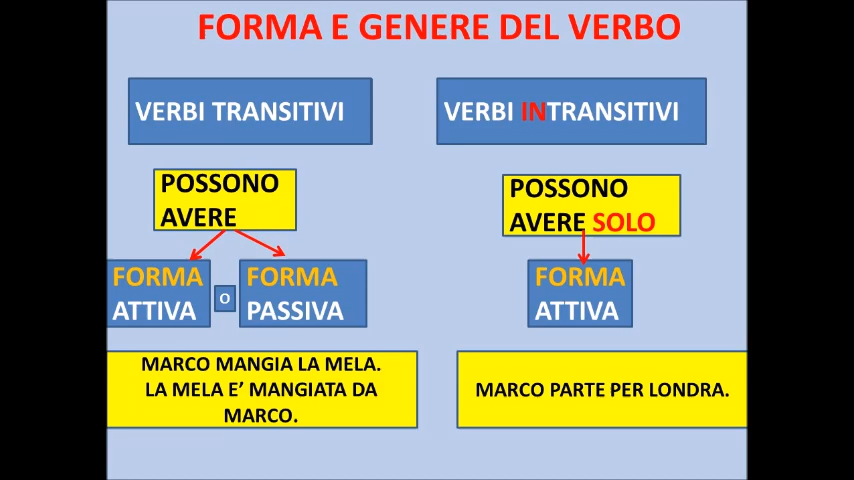 FORMA E GENERE DEL VERBO
VERBI TRANSITIVI
VERBI INTRANSITIVI
POSSONO
AVERE
POSSONO
AVERE SOLO
FORMA
ATTIVA
O
FORMA
PASSIVA
FORMA
ATTIVA
MARCO MANGIA LA MELA.
LA MELA E’ MANGIATA DA
MARCO.
MARCO PARTE PER LONDRA.